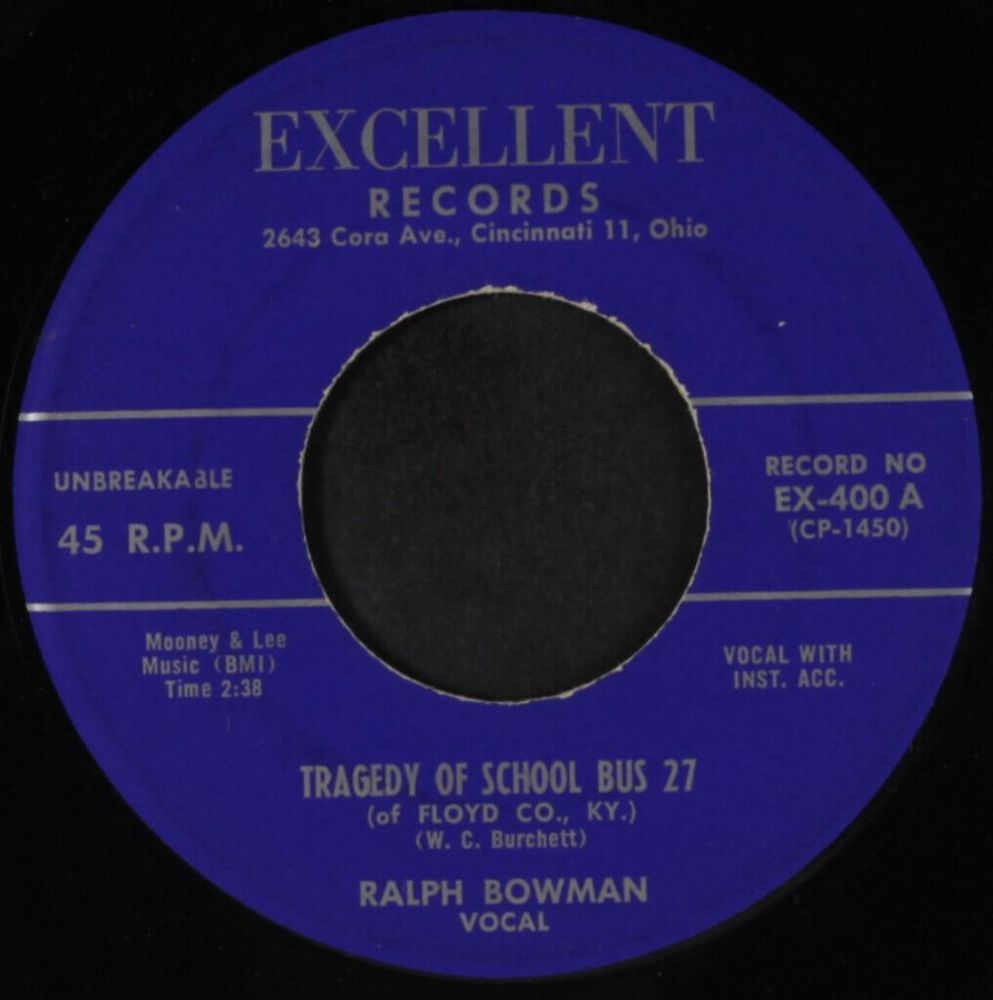 EXCELLENT
RECORDS
2643 Cora Ave., Cincinnati 11, Ohio
UNBREAKABLE
45 R.P.M.
RECORD NO
EX-400 A
(CP-1450)
Mooney & Lee
Music (BMI)
Time 2:38
VOCAL WITH
INST. ACC.
TRAGEDY OF SCHOOL BUS 27
(of FLOYD CO., KY.)
(W. C. Burchett)
RALPH BOWMAN
VOCAL